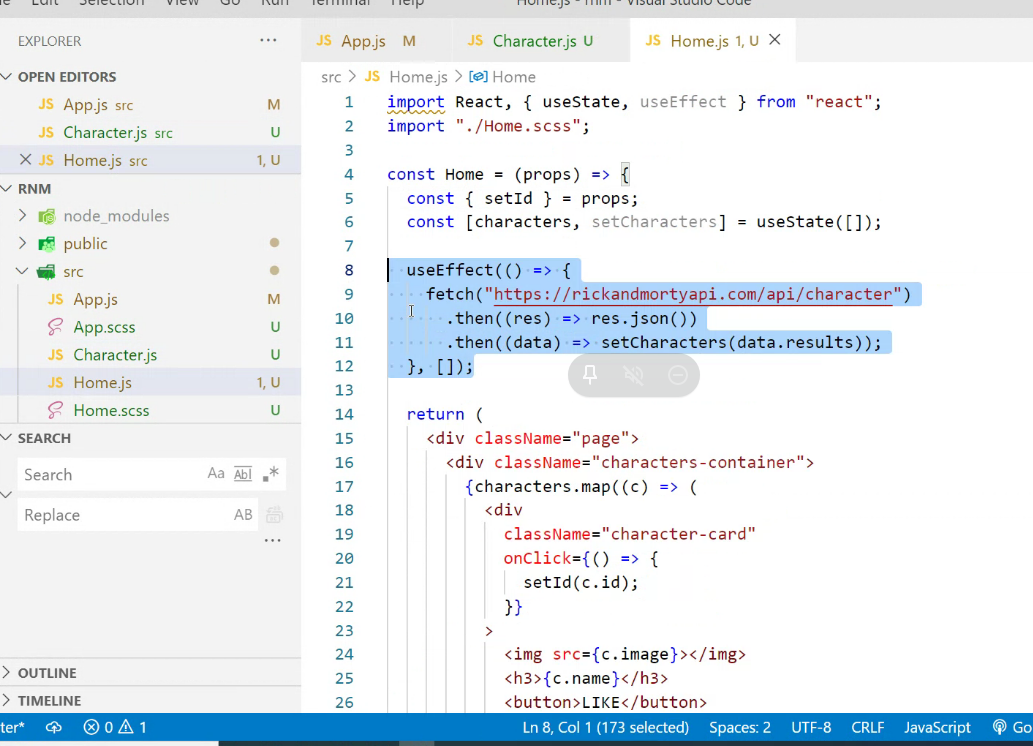 Edit Selection View Go Run Terminal Help Home.js - rnm - Visual Studio Code
EXPLORER ···
OPEN EDITORS
JS App.js src M
JS Character.js src U
JS Home.js src 1, U
RNM
node_modules
public
src
JS App.js M
App.scss U
JS Character.js U
JS Home.js 1, U
Home.scss U
SEARCH
Search Aa Abl .*
Replace AB
···
OUTLINE
TIMELINE
JS App.js M JS Character.js U JS Home.js 1, U
src > JS Home.js > Home
1 import React, { useState, useEffect } from "react";
2 import "./Home.scss";
3
4 const Home = (props) => {
5 const { setId } = props;
6 const [characters, setCharacters] = useState([]);
7
8 useEffect(() => {
9 fetch("https://rickandmortyapi.com/api/character")
10 .then((res) => res.json())
11 .then((data) => setCharacters(data.results));
12 }, []);
13
14 return (
15 <div className="page">
16 <div className="characters-container">
17 {characters.map((c) => (
18 <div
19 className="character-card"
20 onClick={() => {
21 setId(c.id);
22 }}
23 >
24 <img src={c.image}></img>
25 <h3>{c.name}</h3>
26 <button>LIKE</button>
ter* 0 1 Ln 8, Col 1 (173 selected) Spaces: 2 UTF-8 CRLF JavaScript Go